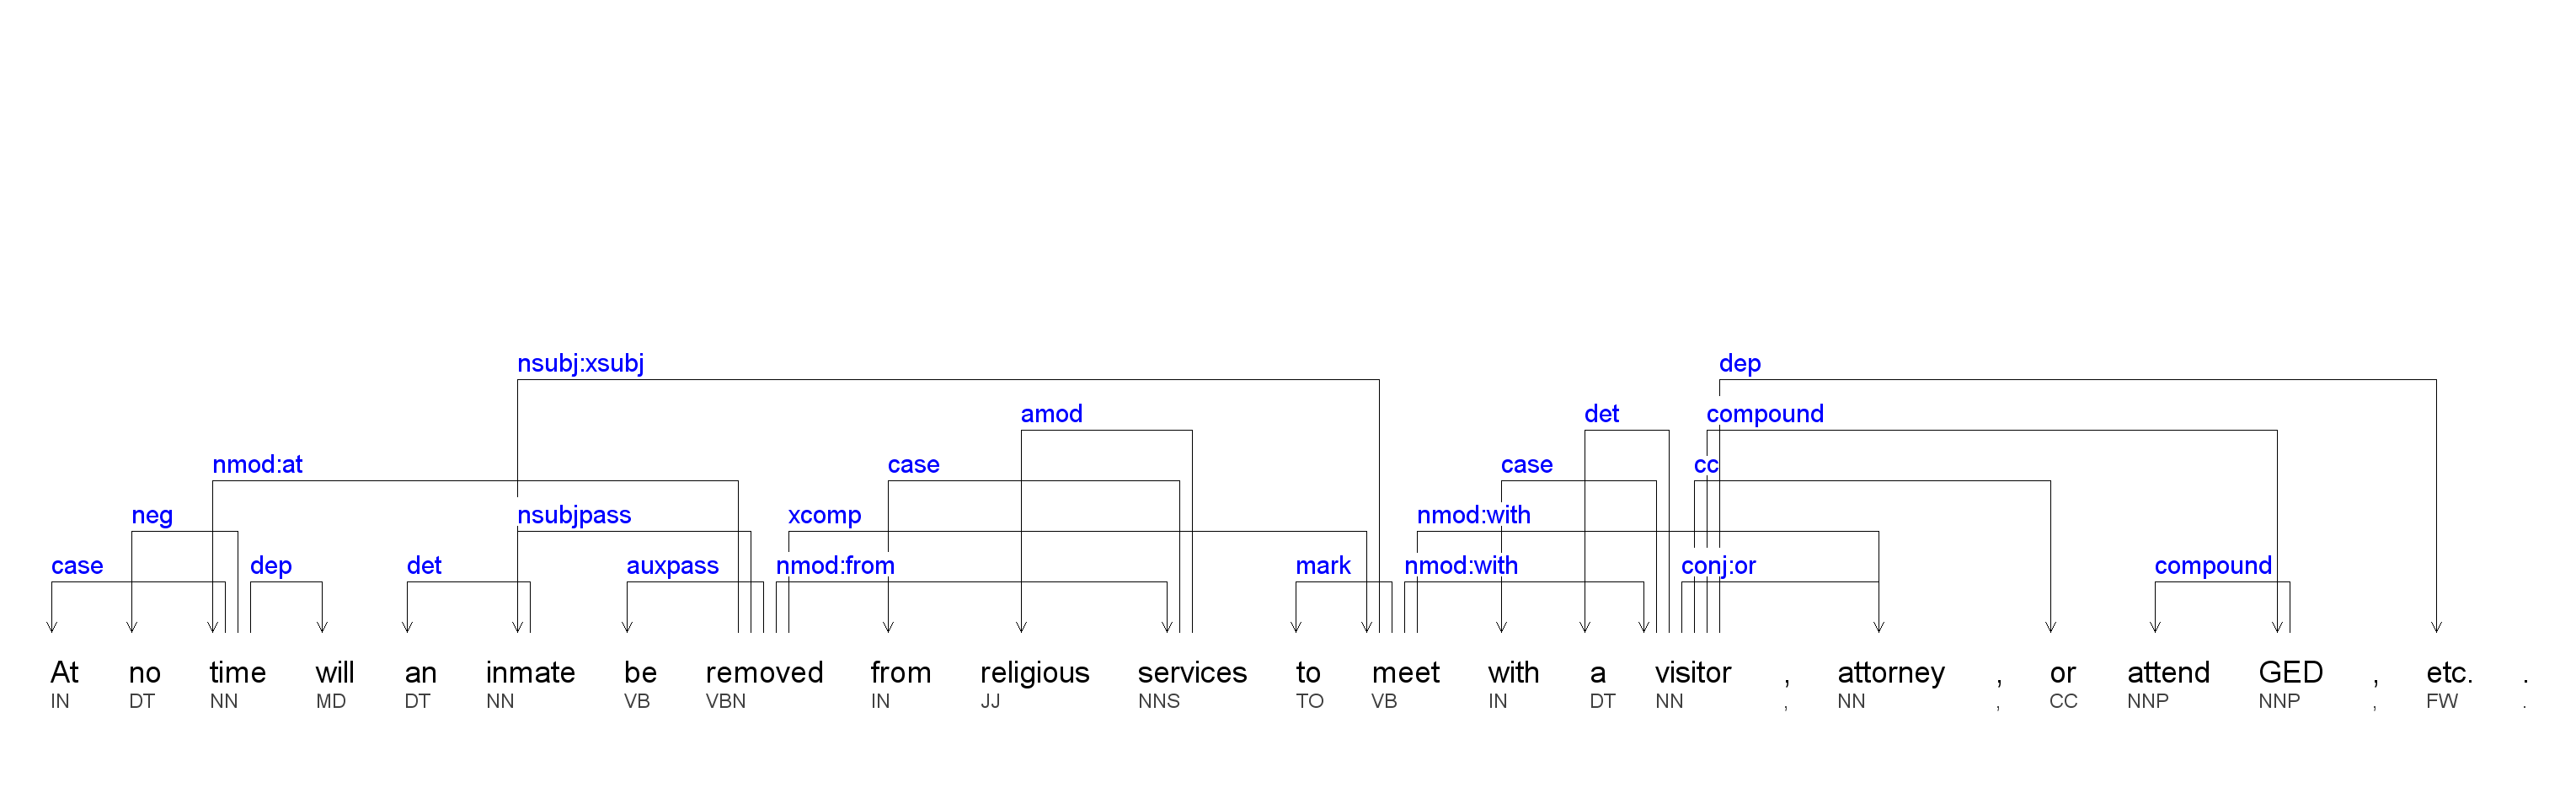 nsubj:xsubj dep
amod det compound
nmod:at case case cc
neg nsubjpass xcomp nmod:with
case dep det auxpass nmod:from mark nmod:with conj:or compound
At no time will an inmate be removed from religious services to meet with a visitor , attorney , or attend GED , etc. .
IN DT NN MD DT NN VB VBN IN JJ NNS TO VB IN DT NN , NN , CC NNP NNP , FW .